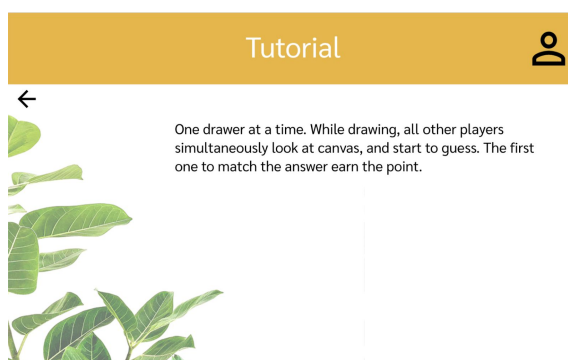 Tutorial
One drawer at a time. While drawing, all other players
simultaneously look at canvas, and start to guess. The first
one to match the answer earn the point.